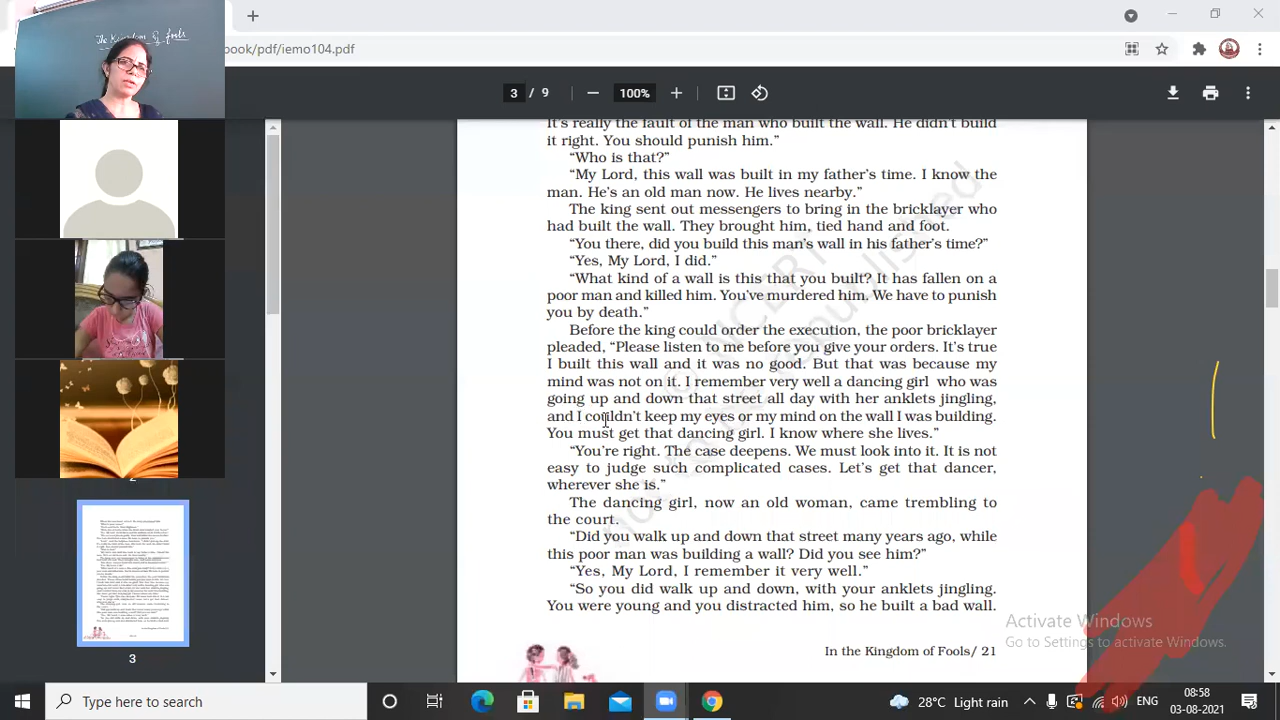 The Kingdom of fools
book/pdf/iemo104.pdf
3 / 9
100%
It's really the fault of the man who built the wall. He didn't build
it right. You should punish him.”
“Who is that?”
“My Lord, this wall was built in my father's time. I know the
man. He's an old man now. He lives nearby.”
The king sent out messengers to bring in the bricklayer who
had built the wall. They brought him, tied hand and foot.
“You there, did you build this man's wall in his father's time?”
“Yes, My Lord, I did.”
“What kind of a wall is this that you built? It has fallen on a
poor man and killed him. You've murdered him. We have to punish
you by death.”
Before the king could order the execution, the poor bricklayer
pleaded, “Please listen to me before you give your orders. It's true
I built this wall and it was no good. But that was because my
mind was not on it. I remember very well a dancing girl who was
going up and down that street all day with her anklets jingling,
and I couldn't keep my eyes or my mind on the wall I was building.
You must get that dancing girl. I know where she lives.”
“You're right. The case deepens. We must look into it. It is not
easy to judge such complicated cases. Let's get that dancer,
wherever she is.”
The dancing girl, now an old woman, came trembling to
the court.
“Did you walk up and down that street many years ago, while
this poor man was building a wall? Did you see him?”
“Yes, My Lord, I remember it very well.”
“So you did walk up and down, with your anklets jingling.
You were young and you distracted him, so he built a bad wall.
In the Kingdom of Fools/ 21
2
3
Activate Windows
Go to Settings to activate Windows.
Type here to search
28°C Light rain
ENG
08:58
03-08-2021